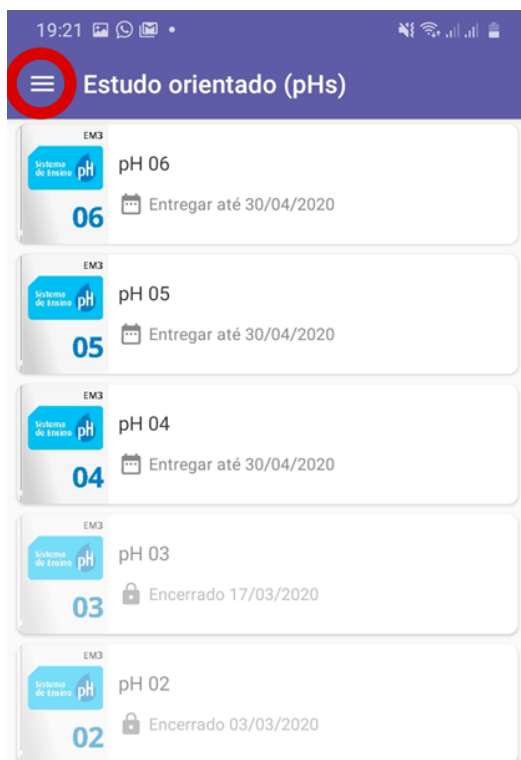 19:21
Estudo orientado (pHs)
EM3
Sistema
de Ensino pH
06
pH 06
Entregar até 30/04/2020
EM3
Sistema
de Ensino pH
05
pH 05
Entregar até 30/04/2020
EM3
Sistema
de Ensino pH
04
pH 04
Entregar até 30/04/2020
EM3
Sistema
de Ensino pH
03
pH 03
Encerrado 17/03/2020
EM3
Sistema
de Ensino pH
02
pH 02
Encerrado 03/03/2020